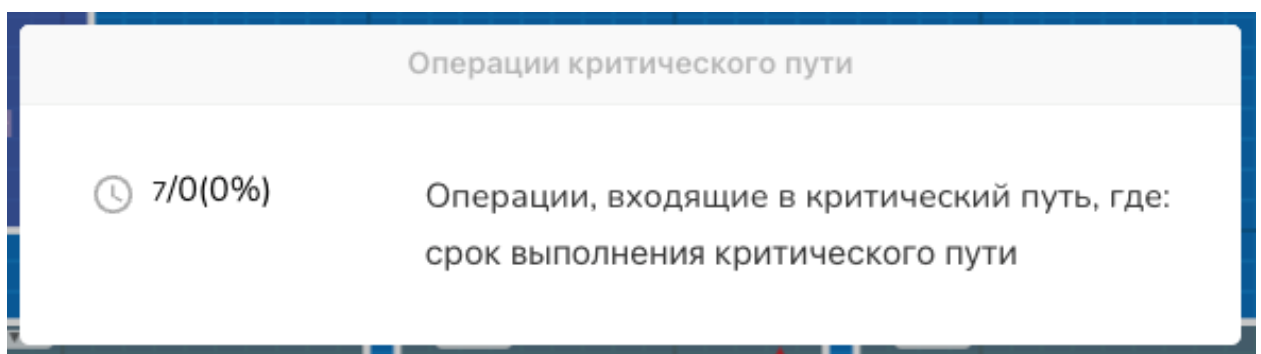 Операции критического пути
7/0(0%)
Операции, входящие в критический путь, где:
срок выполнения критического пути